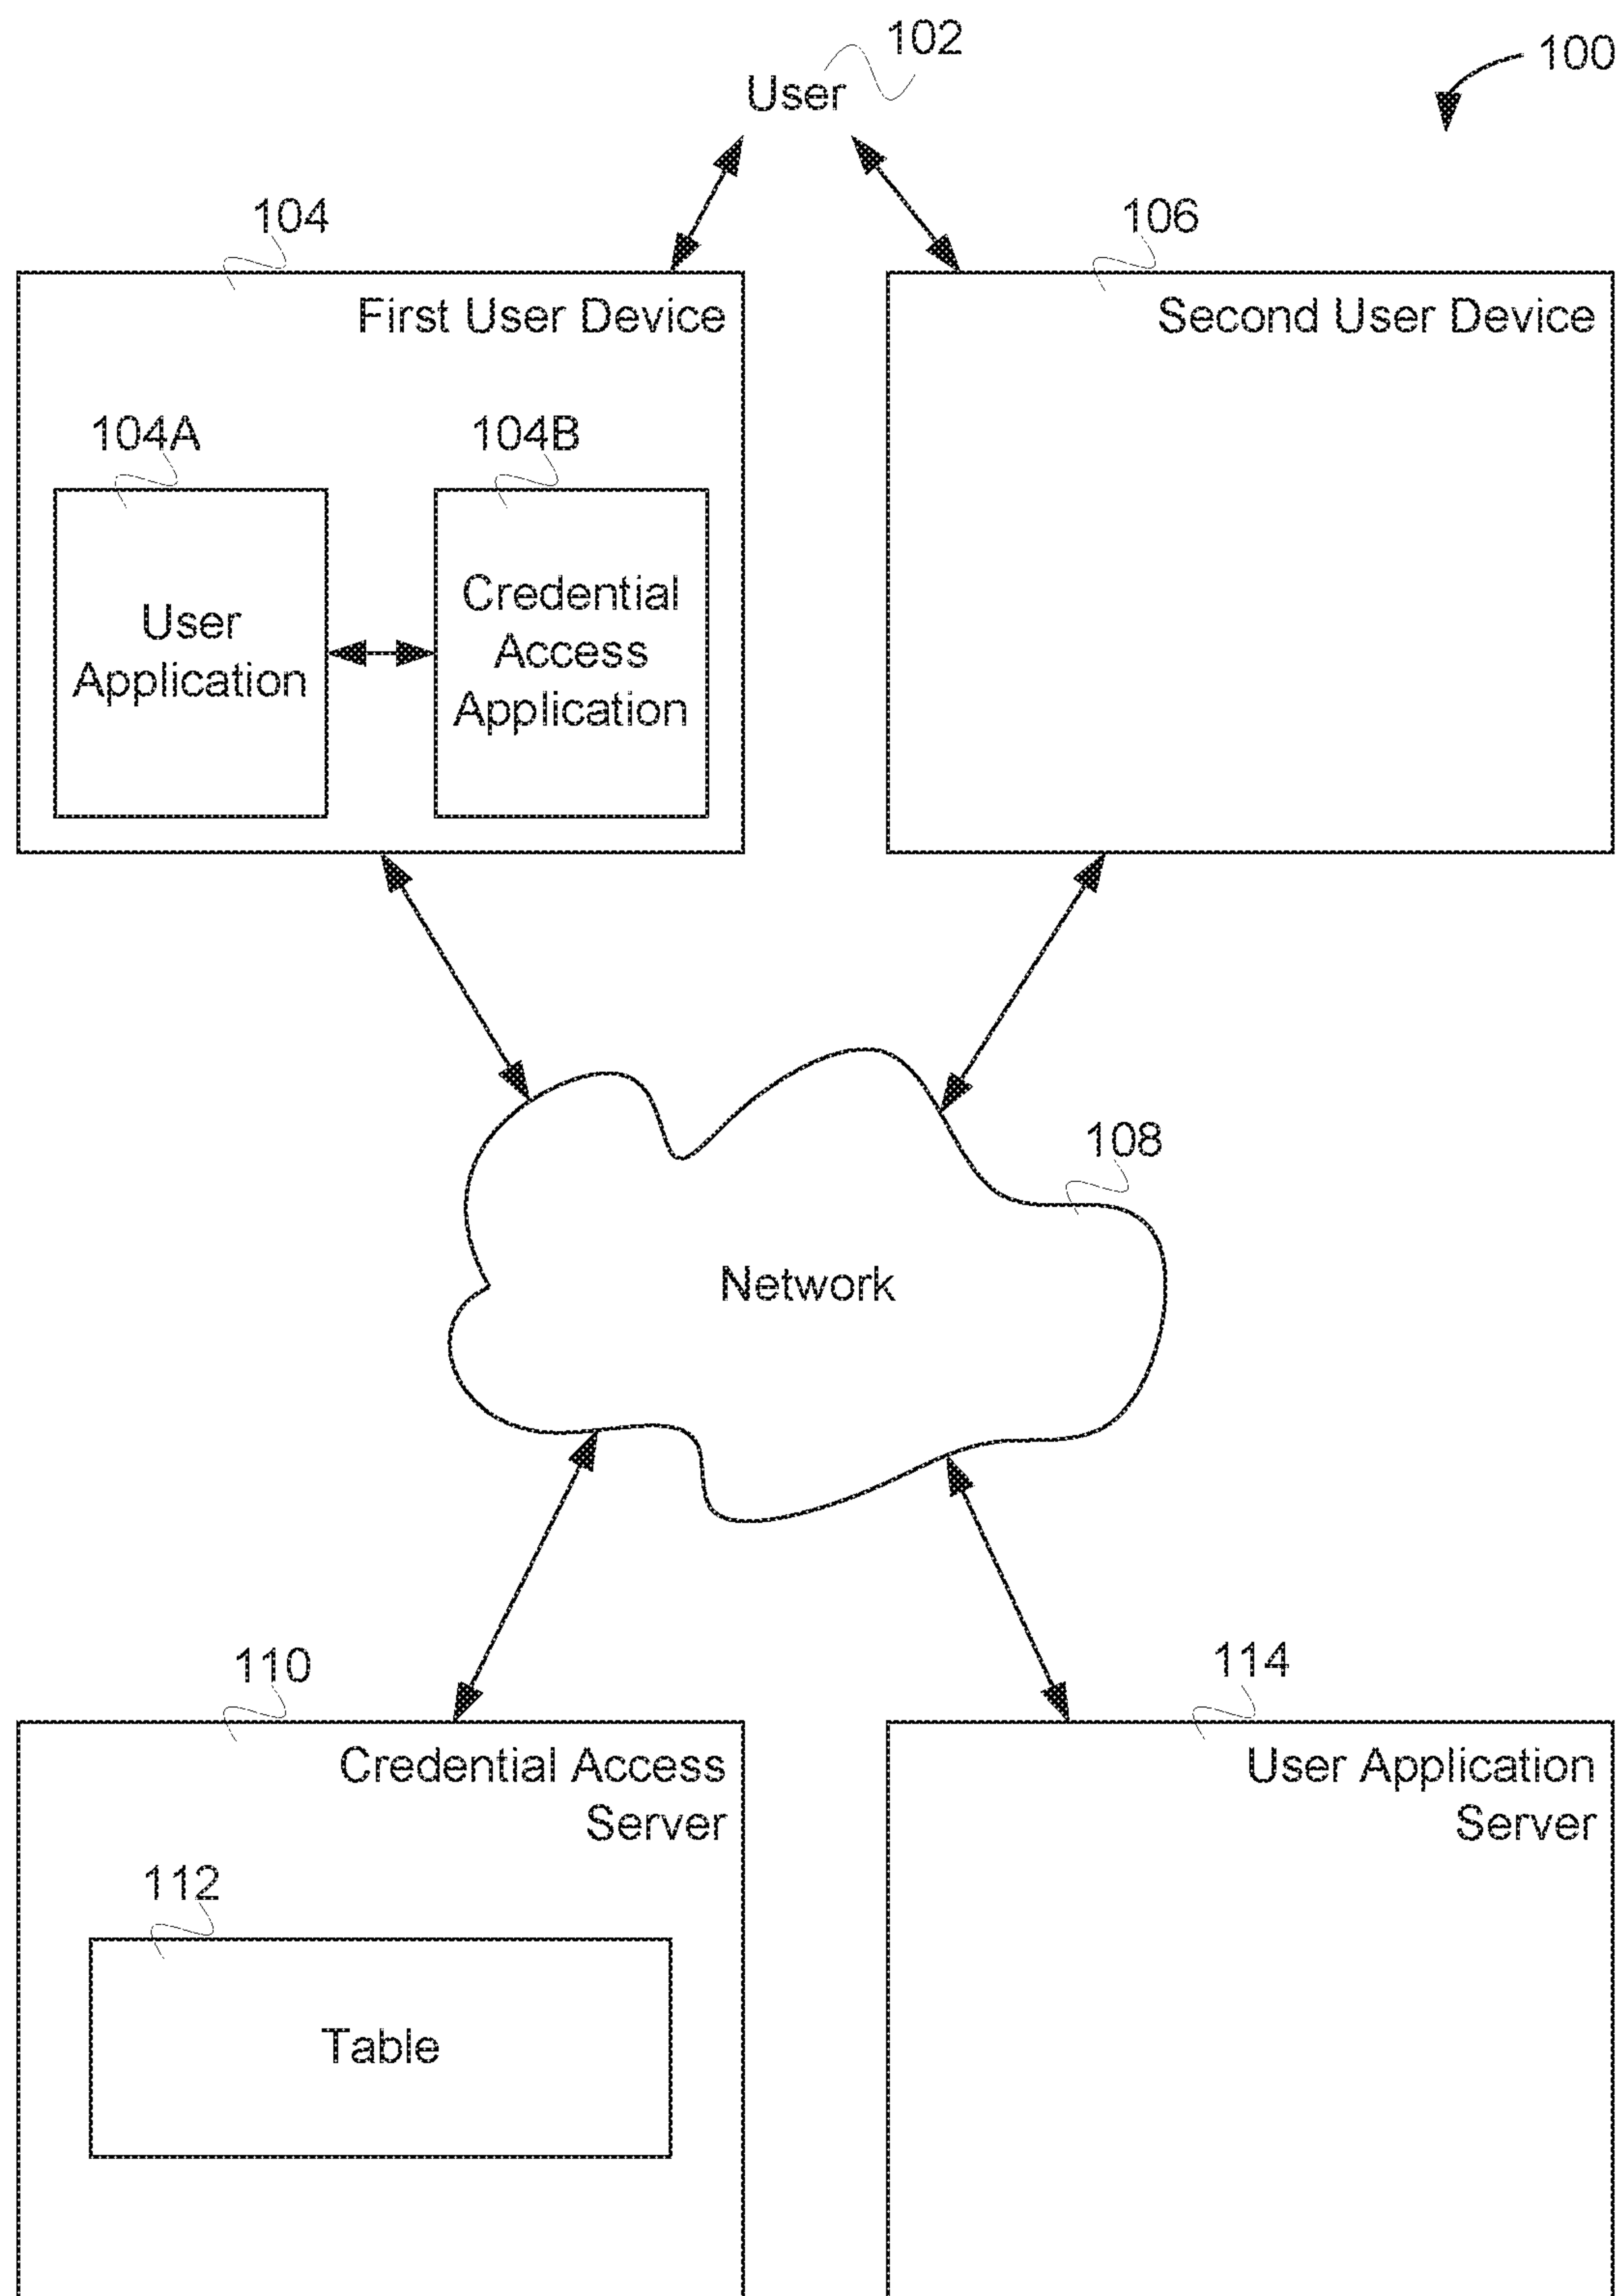 102
User
100
104
First User Device
106
Second User Device
104A
User
Application
104B
Credential
Access
Application
108
Network
110
Credential Access
Server
112
Table
114
User Application
Server